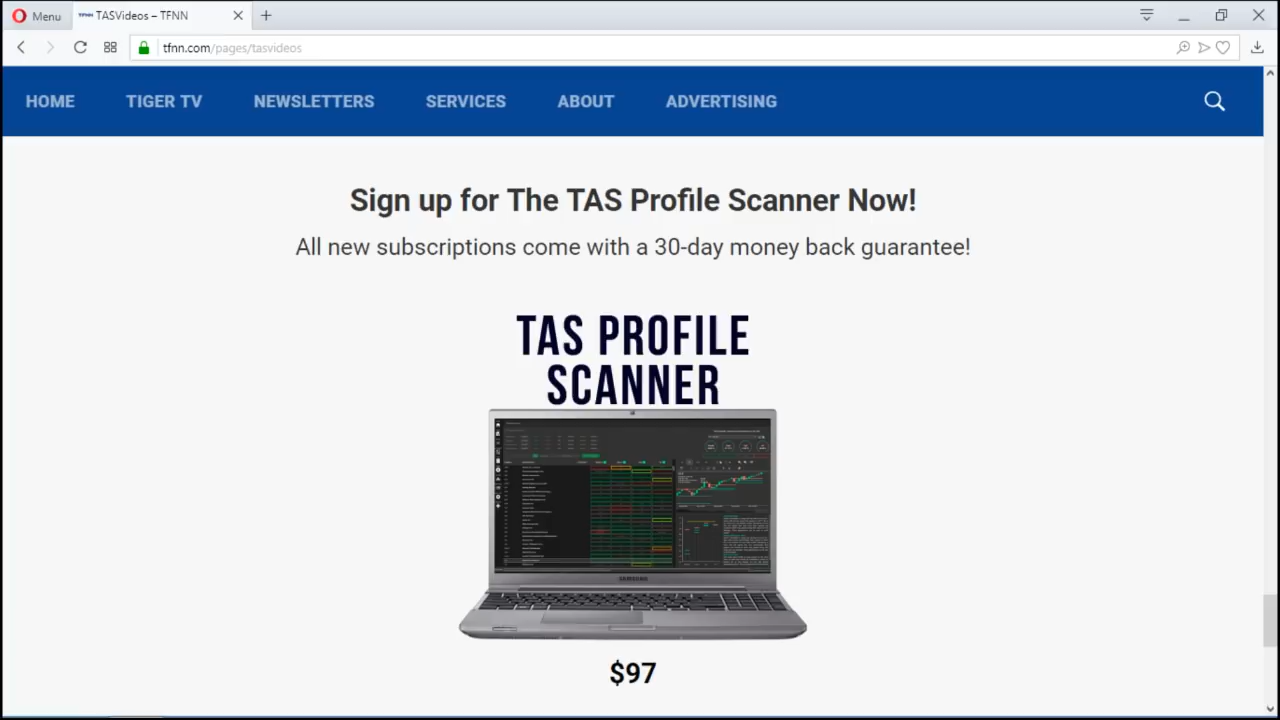 Menu
TFNN TASVideos – TFNN
tfnn.com/pages/tasvideos
HOME TIGER TV NEWSLETTERS SERVICES ABOUT ADVERTISING
Sign up for The TAS Profile Scanner Now!
All new subscriptions come with a 30-day money back guarantee!
TAS PROFILE
SCANNER
SAMSUNG
$97